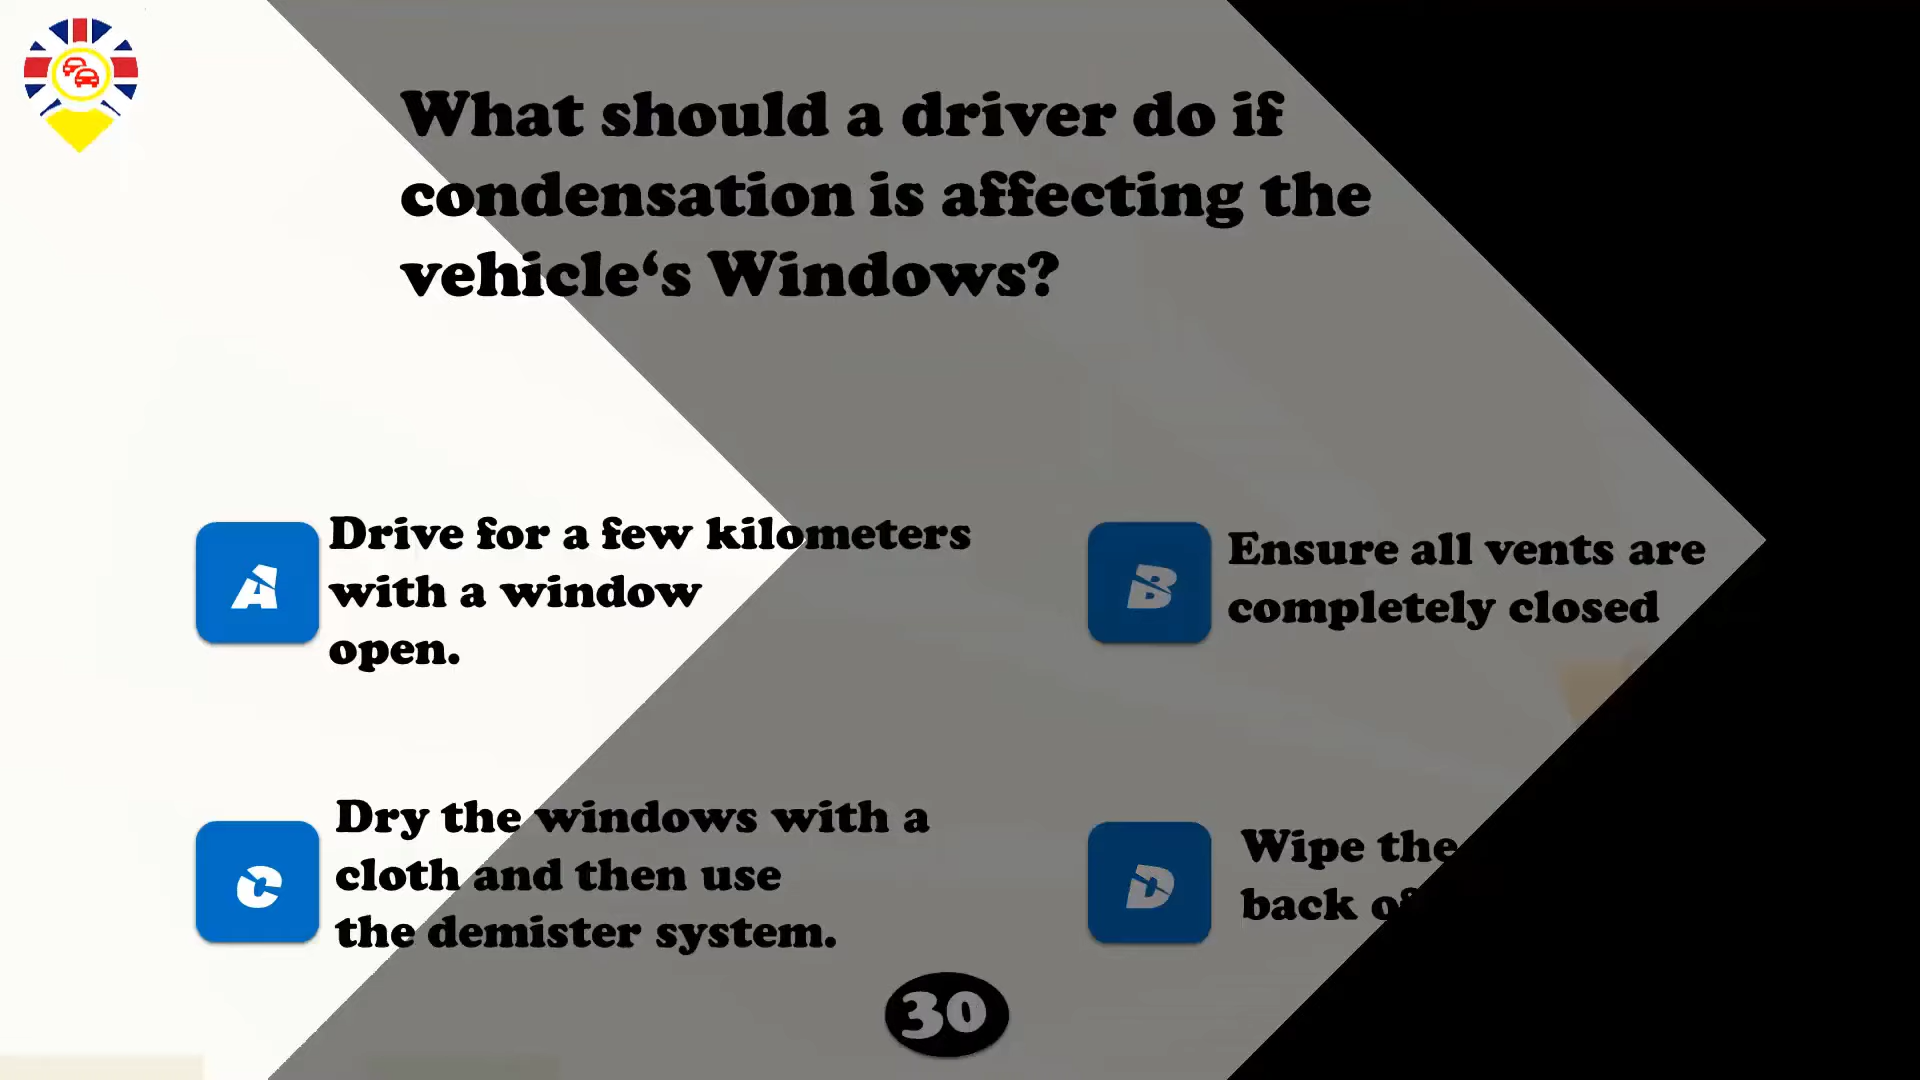 What should a driver do if
condensation is affecting the
vehicle‘s Windows?
A
Drive for a few kilometers
with a window
open.
B
Ensure all vents are
completely closed
C
Dry the windows with a
cloth and then use
the demister system.
D
Wipe the
back
30